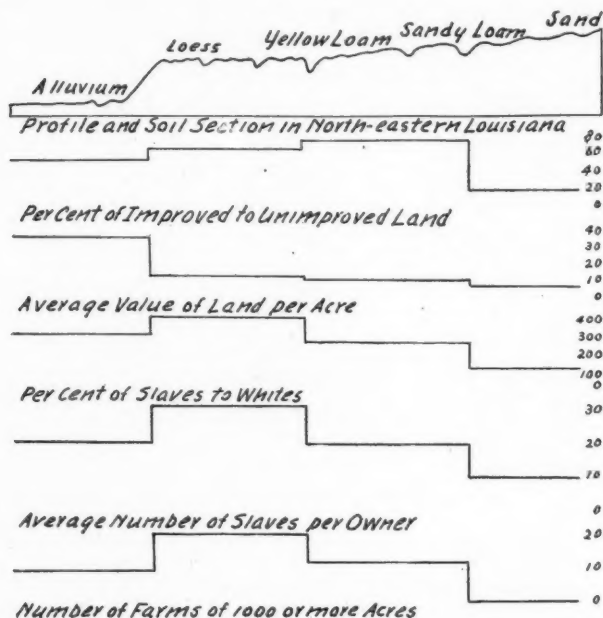 Sand
Sandy Loam
Yellow Loam
Loess
Alluvium
Profile and Soil Section in North-eastern Louisiana
80
60
40
20
0
Per Cent of Improved to Unimproved Land
40
30
20
10
0
Average Value of Land per Acre
400
300
200
100
0
Per Cent of Slaves to Whites
30
20
10
0
Average Number of Slaves per Owner
20
10
0
Number of Farms of 1000 or more Acres